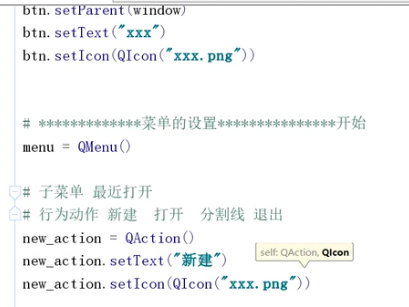 btn.setParent(window)
btn.setText("xxx")
btn.setIcon(QIcon("xxx.png"))
# *************菜单的设置***************开始
menu = QMenu()
# 子菜单 最近打开
# 行为动作 新建 打开 分割线 退出
new_action = QAction()
self: QAction, QIcon
new_action.setText("新建")
new_action.setIcon(QIcon("xxx.png"))